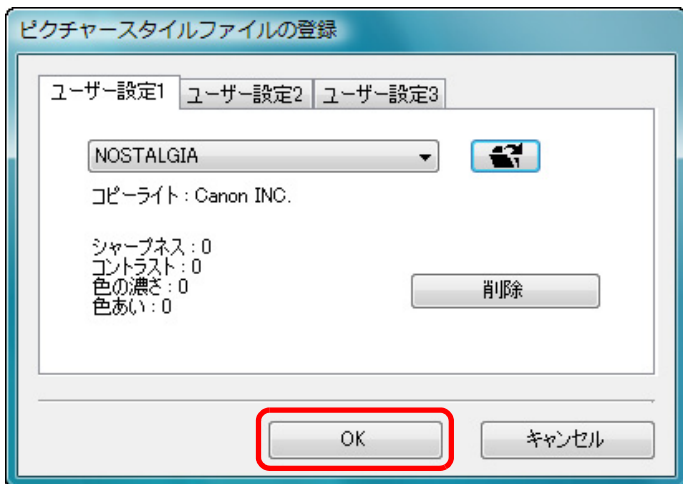 ピクチャースタイルファイルの登録
ユーザー設定1 ユーザー設定2 ユーザー設定3
NOSTALGIA
コピーライト : Canon INC.
シャープネス : 0
コントラスト : 0
色の濃さ : 0
色あい : 0
削除
OK キャンセル